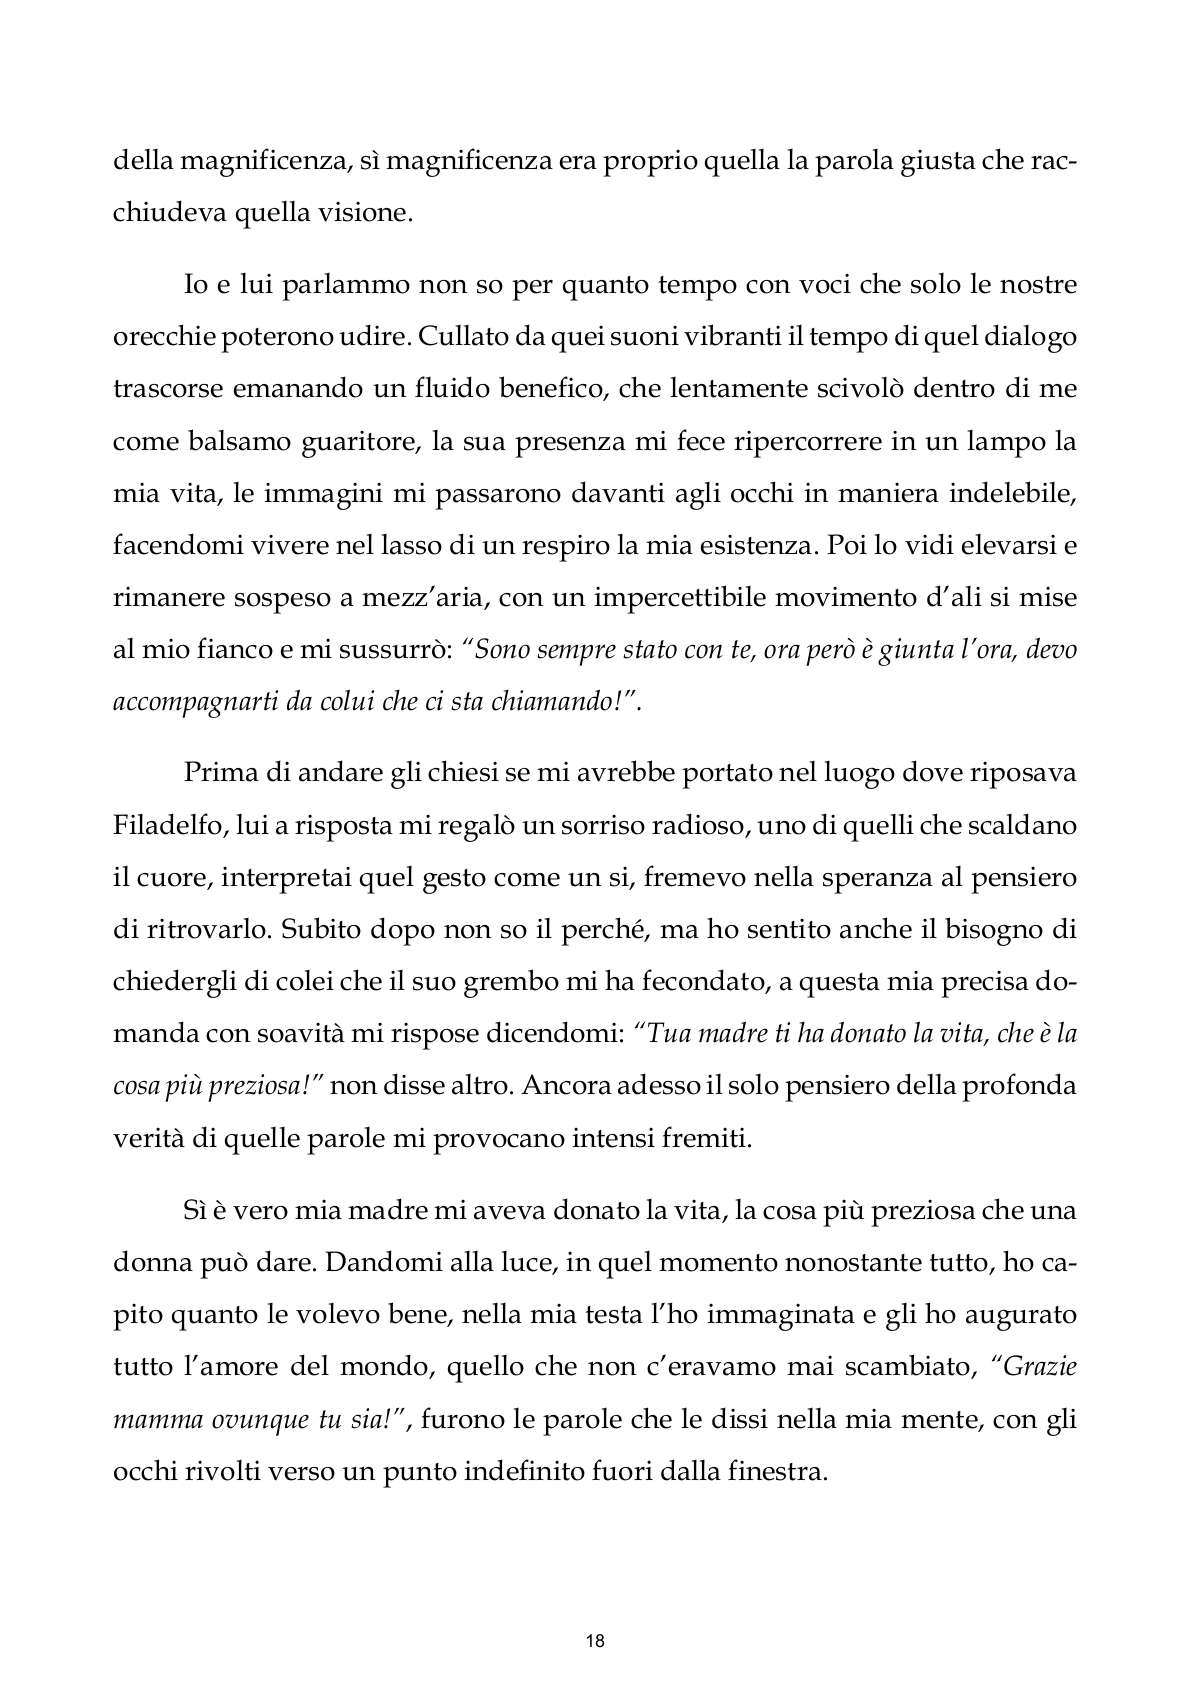 della magnificenza, sì magnificenza era proprio quella la parola giusta che rac-
chiudeva quella visione.
Io e lui parlammo non so per quanto tempo con voci che solo le nostre
orecchie poterono udire. Cullato da quei suoni vibranti il tempo di quel dialogo
trascorse emanando un fluido benefico, che lentamente scivolò dentro di me
come balsamo guaritore, la sua presenza mi fece ripercorrere in un lampo la
mia vita, le immagini mi passarono davanti agli occhi in maniera indelebile,
facendomi vivere nel lasso di un respiro la mia esistenza. Poi lo vidi elevarsi e
rimanere sospeso a mezz’aria, con un impercettibile movimento d’ali si mise
al mio fianco e mi sussurrò: “Sono sempre stato con te, ora però è giunta l’ora, devo
accompagnarti da colui che ci sta chiamando!”.
Prima di andare gli chiesi se mi avrebbe portato nel luogo dove riposava
Filadelfo, lui a risposta mi regalò un sorriso radioso, uno di quelli che scaldano
il cuore, interpretai quel gesto come un si, fremevo nella speranza al pensiero
di ritrovarlo. Subito dopo non so il perché, ma ho sentito anche il bisogno di
chiedergli di colei che il suo grembo mi ha fecondato, a questa mia precisa do-
manda con soavità mi rispose dicendomi: “Tua madre ti ha donato la vita, che è la
cosa più preziosa!” non disse altro. Ancora adesso il solo pensiero della profonda
verità di quelle parole mi provocano intensi fremiti.
Sì è vero mia madre mi aveva donato la vita, la cosa più preziosa che una
donna può dare. Dandomi alla luce, in quel momento nonostante tutto, ho ca-
pito quanto le volevo bene, nella mia testa l’ho immaginata e gli ho augurato
tutto l’amore del mondo, quello che non c’eravamo mai scambiato, “Grazie
mamma ovunque tu sia!”, furono le parole che le dissi nella mia mente, con gli
occhi rivolti verso un punto indefinito fuori dalla finestra.
18